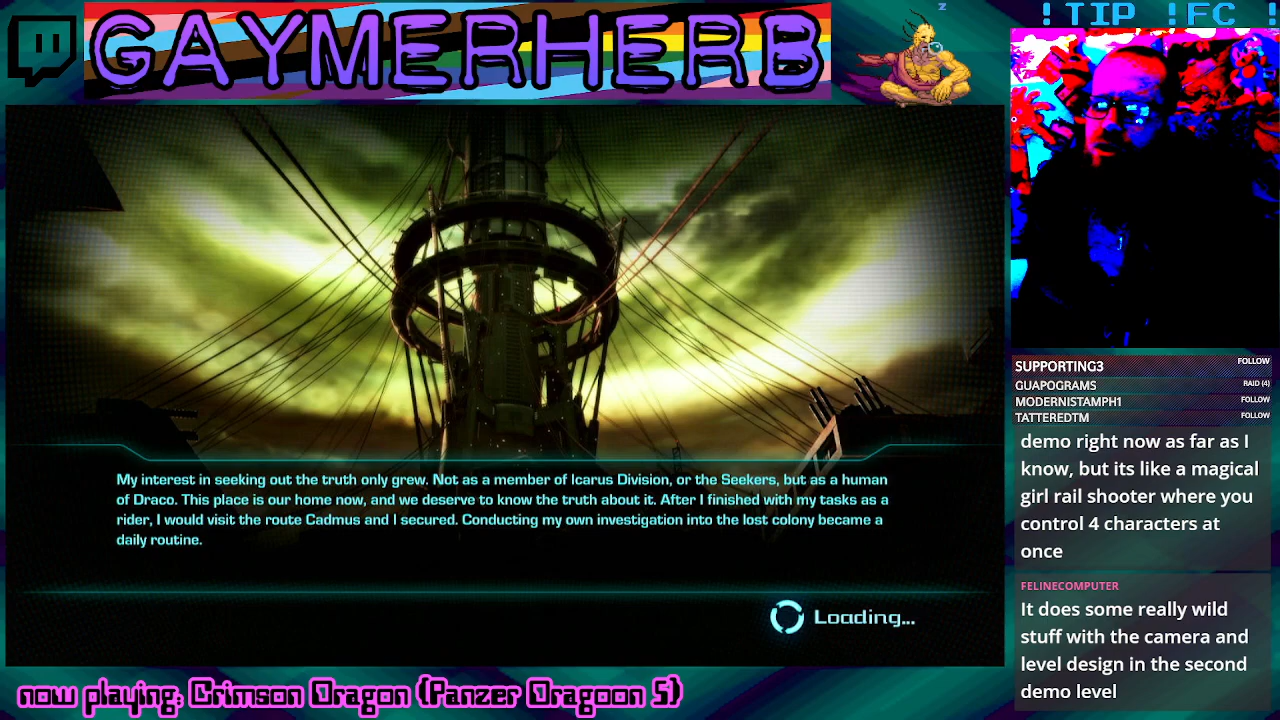 GAYMERHERB
z
!TIP !FC !
My interest in seeking out the truth only grew. Not as a member of Icarus Division, or the Seekers, but as a human
of Draco. This place is our home now, and we deserve to know the truth about it. After I finished with my tasks as a
rider, I would visit the route Cadmus and I secured. Conducting my own investigation into the lost colony became a
daily routine.
Loading...
SUPPORTING3 FOLLOW
GUAPOGRAMS RAID (4)
MODERNISTAMPH1 FOLLOW
TATTEREDTM FOLLOW
demo right now as far as I
know, but its like a magical
girl rail shooter where you
control 4 characters at
once
FELINECOMPUTER
It does some really wild
stuff with the camera and
level design in the second
demo level
now playing: Crimson Dragon (Panzer Dragoon 5)